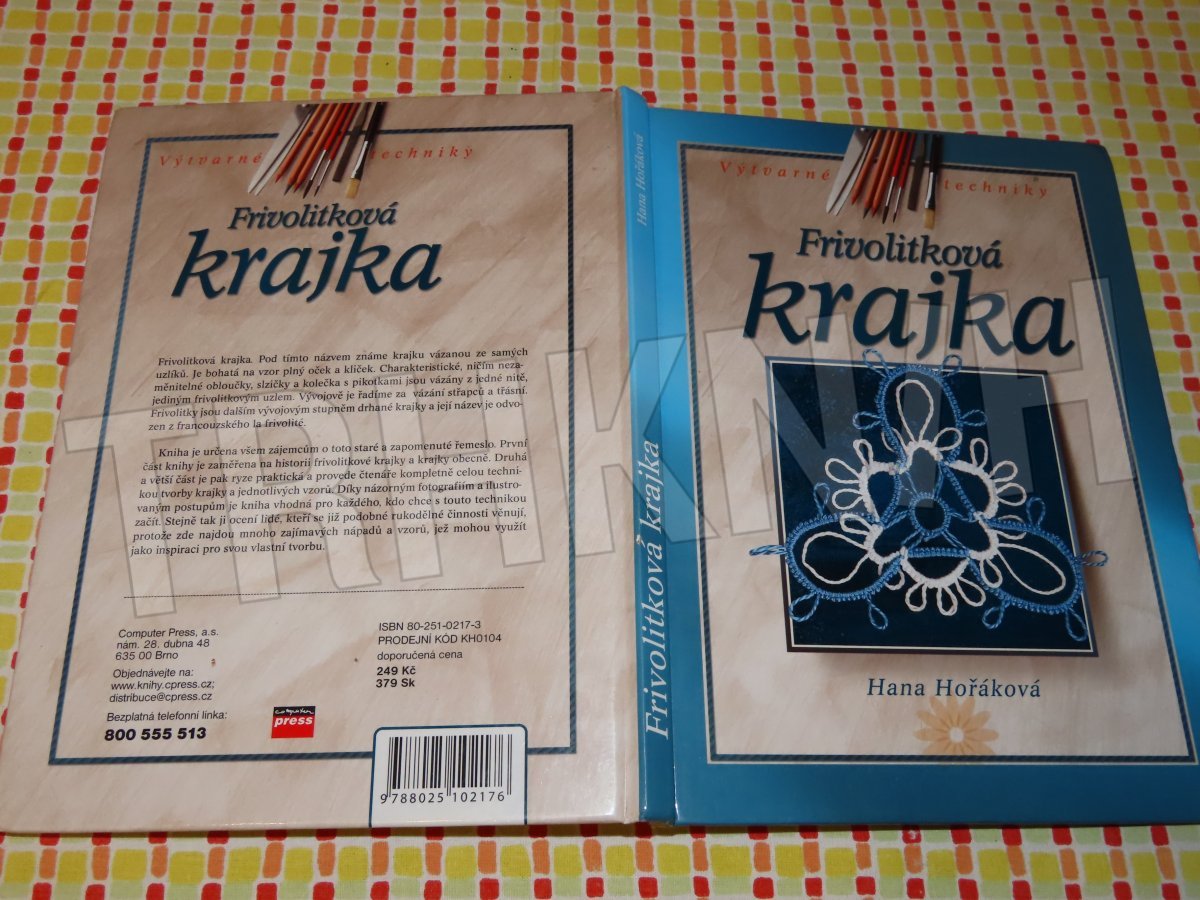 Výtvarné techniky
Frivolitková
krajka
Frivolitková krajka. Pod tímto názvem známe krajku vázanou ze samých
uzlíků. Je bohatá na vzor plný oček a kliček. Charakteristické, ničím neza-
měnitelné obloučky, slzičky a kolečka s pikotkami jsou vázány z jedné nitě,
jediným frivolitkovým uzlem. Vývojově je řadíme za vázání střapců a třásní.
Frivolitky jsou dalším vývojovým stupněm drhané krajky a její název je odvo-
zen z francouzského la frivolité.
Kniha je určena všem zájemcům o toto staré a zapomenuté řemeslo. První
část knihy je zaměřena na historii frivolitkové krajky a krajky obecně. Druhá
a větší část je pak ryze praktická a provede čtenáře kompletně celou techni-
kou tvorby krajky a jednotlivých vzorů. Díky názorným fotografiím a ilustro-
vaným postupům je kniha vhodná pro každého, kdo chce s touto technikou
začít. Stejně tak ji ocení lidé, kteří se již podobné rukodělné činnosti věnují,
protože zde najdou mnoho zajímavých nápadů a vzorů, jež mohou využít
jako inspiraci pro svou vlastní tvorbu.
Computer Press, a.s.
nám. 28. dubna 48
635 00 Brno
Objednávejte na:
www.knihy.cpress.cz;
distribuce@cpress.cz
Bezplatná telefonní linka:
800 555 513
computer
press
ISBN 80-251-0217-3
PRODEJNÍ KÓD KH0104
doporučená cena
249 Kč
379 Sk
9 788025 102176
Hana Hořáková
Frivolitková krajka
Výtvarné techniky
Frivolitková
krajka
Hana Hořáková
TRHKNIH